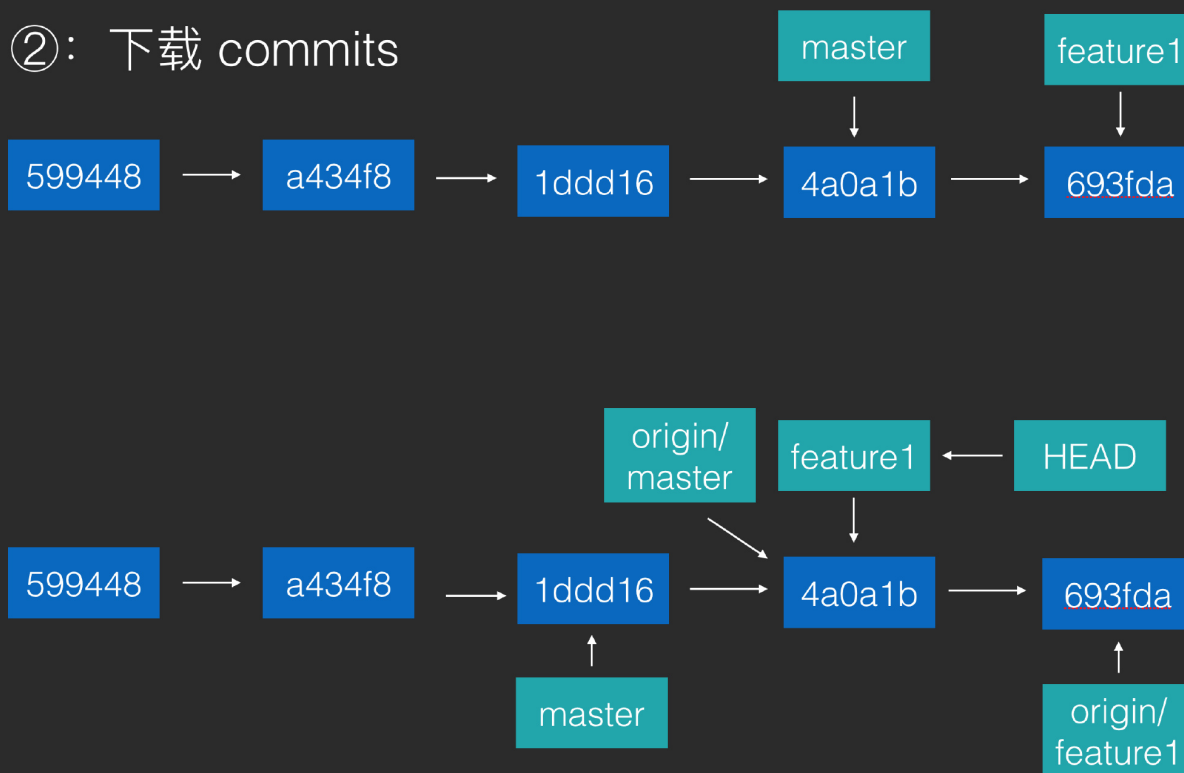 ②：下载 commits
master
feature1
599448
a434f8
1ddd16
4a0a1b
693fda
origin/
master
feature1
HEAD
599448
a434f8
1ddd16
4a0a1b
693fda
master
origin/
feature1